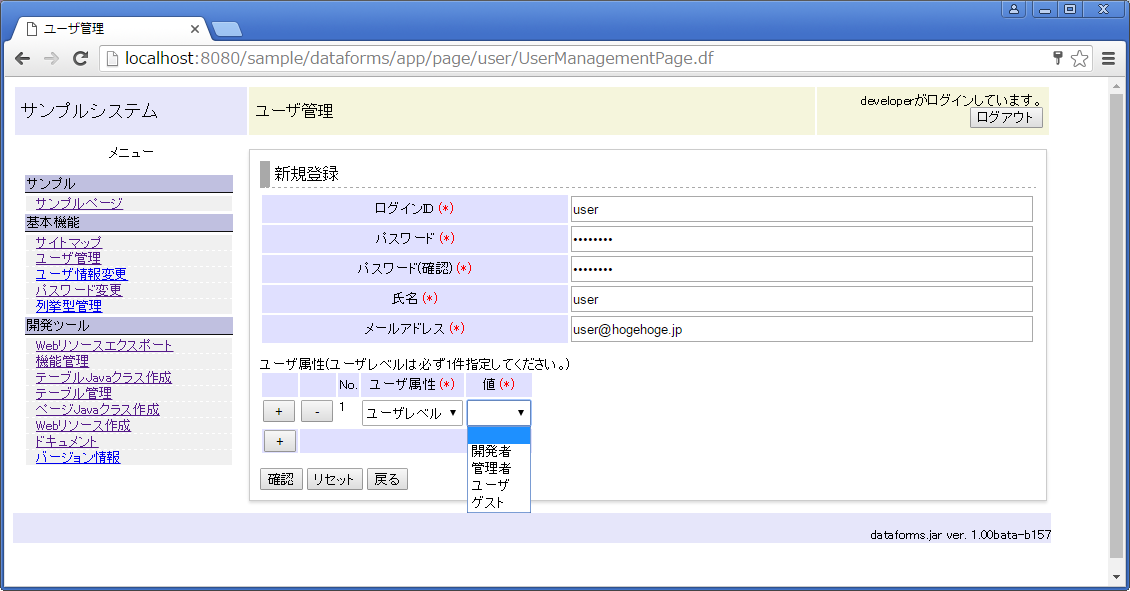 ユーザ管理
localhost:8080/sample/dataforms/app/page/user/UserManagementPage.df
サンプルシステム
ユーザ管理
developerがログインしています。
ログアウト
メニュー
サンプル
サンプルページ
基本機能
サイトマップ
ユーザ管理
ユーザ情報変更
パスワード変更
列挙型管理
開発ツール
Webリソースエクスポート
機能管理
テーブルJavaクラス作成
テーブル管理
ページJavaクラス作成
Webリソース作成
ドキュメント
バージョン情報
新規登録
ログインID (*) user
パスワード (*) ••••••••
パスワード(確認) (*) ••••••••
氏名 (*) user
メールアドレス (*) user@hogehoge.jp
ユーザ属性(ユーザレベルは必ず1件指定してください。)
No. ユーザ属性 (*) 値 (*)
+ - 1 ユーザレベル
+
開発者
管理者
ユーザ
ゲスト
確認 リセット 戻る
dataforms.jar ver. 1.00bata-b157